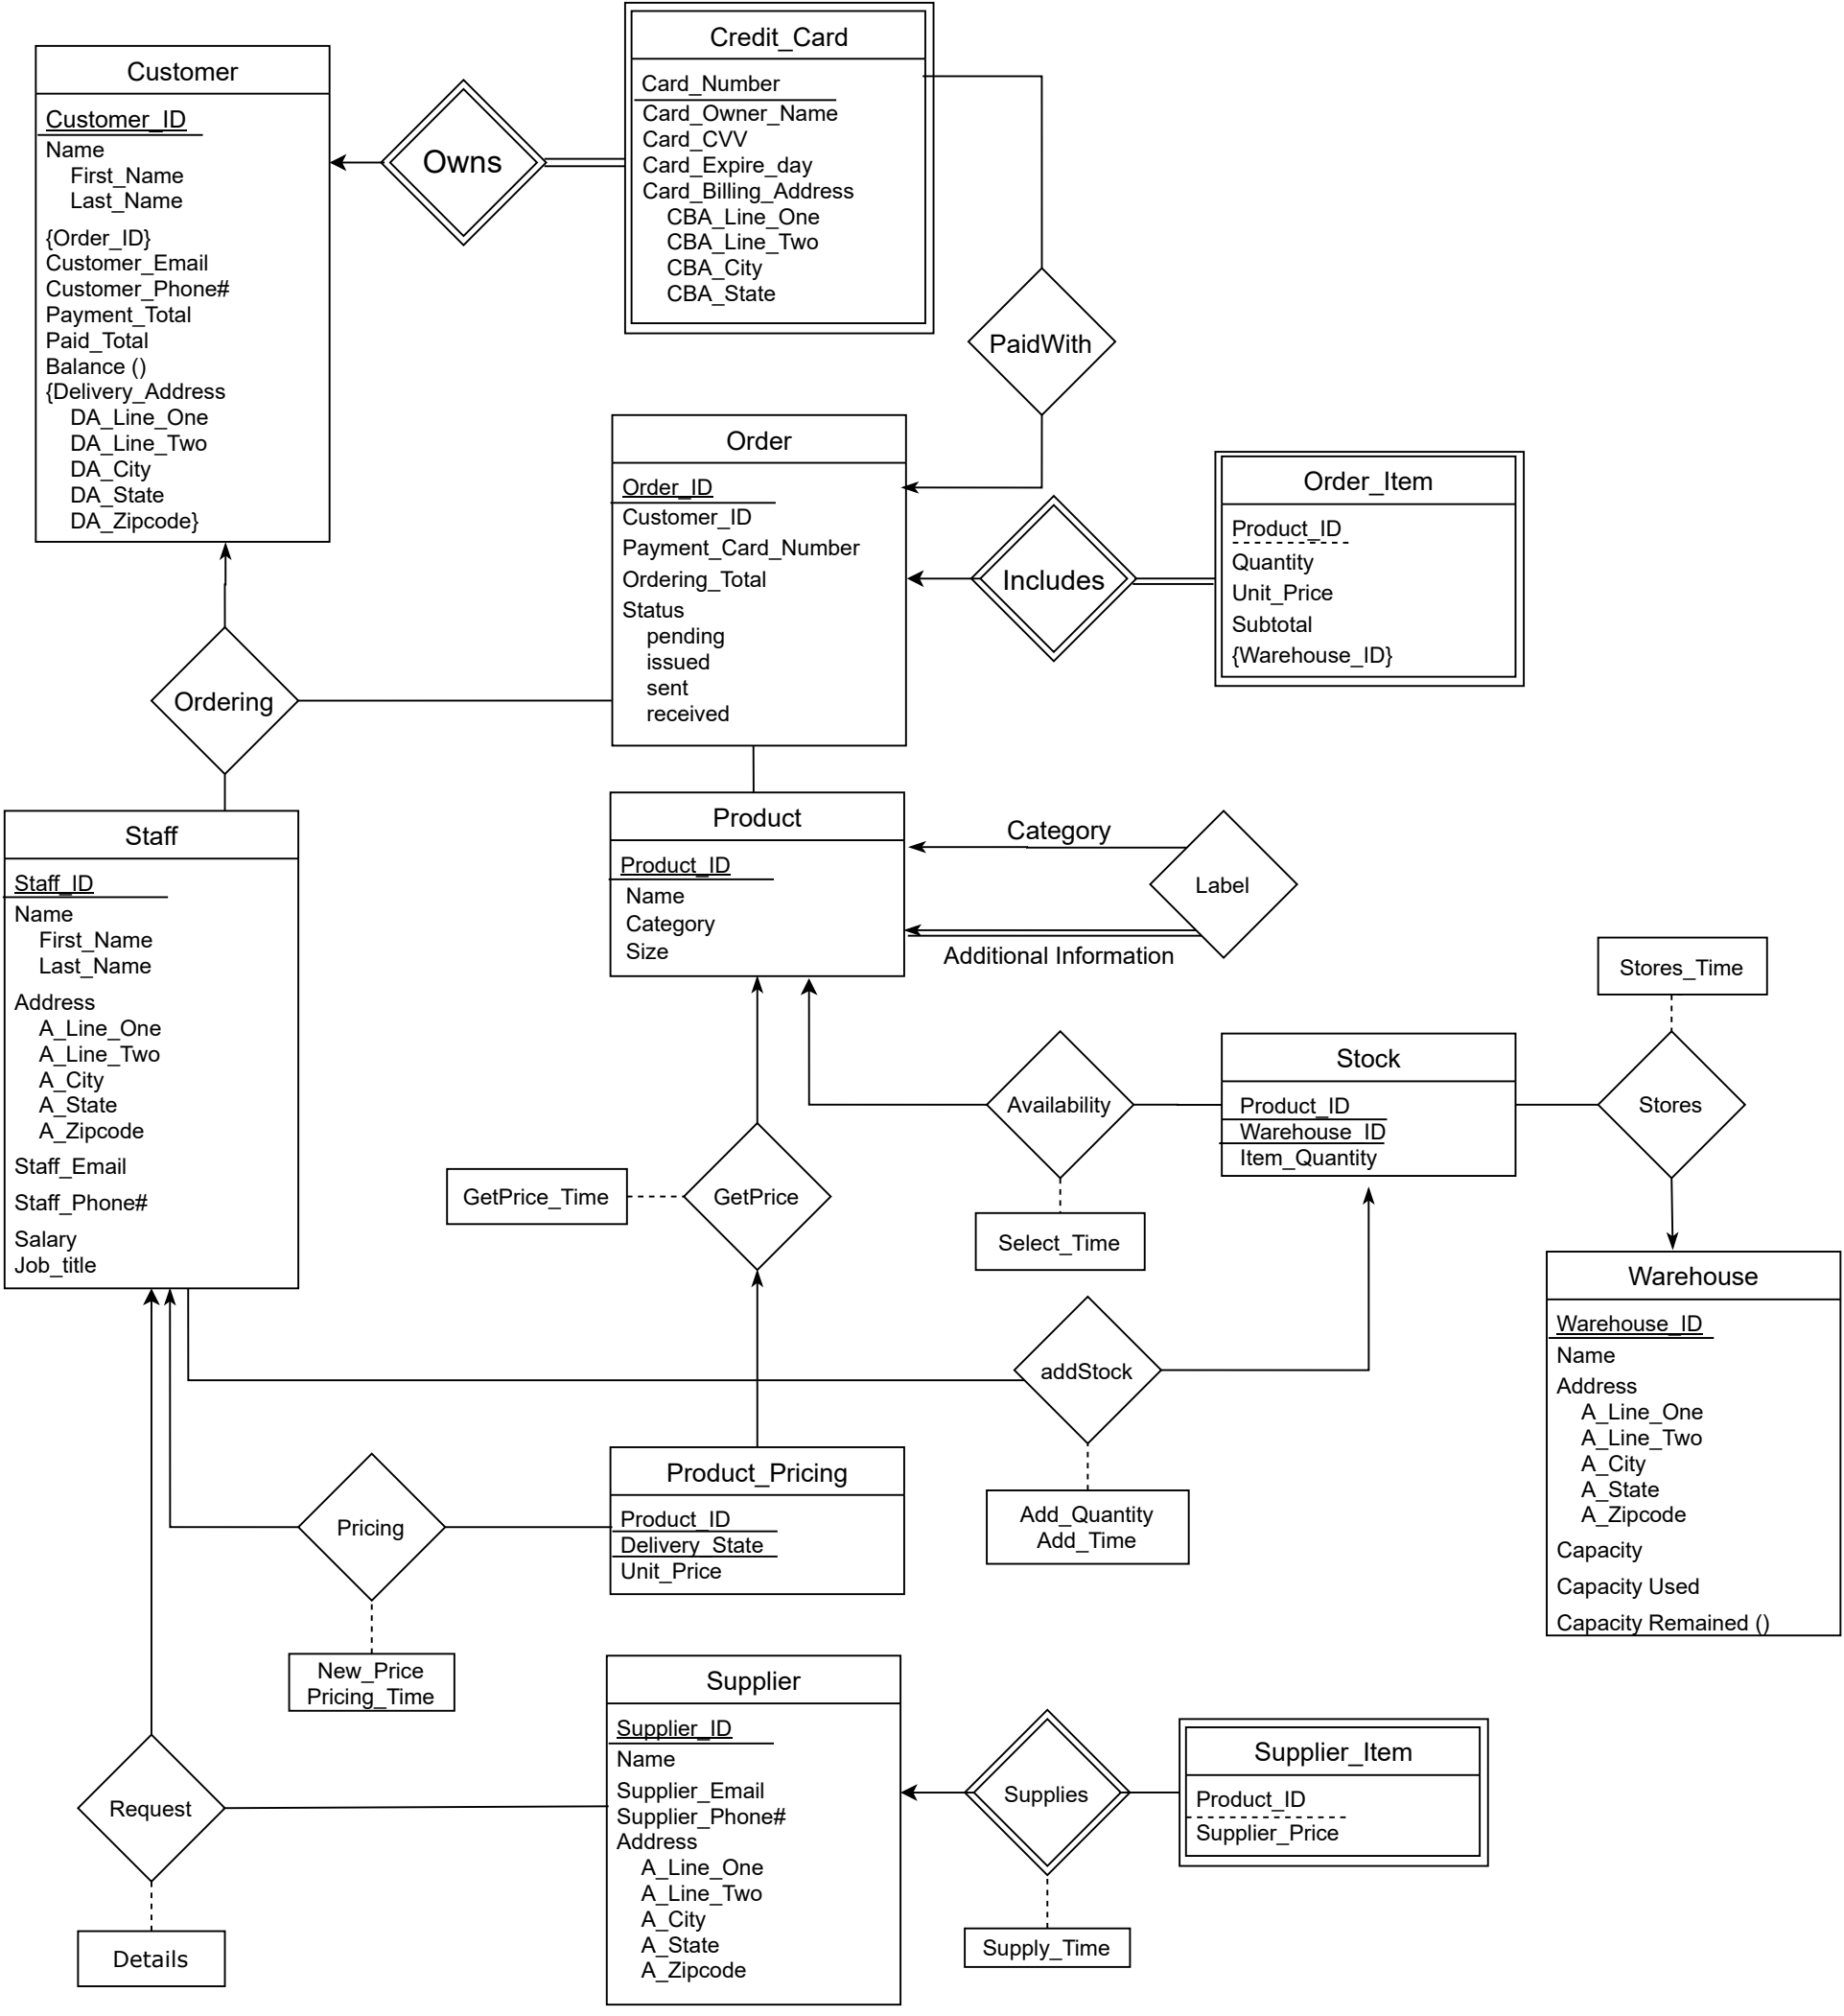 Credit_Card
Card_Number
Card_Owner_Name
Card_CVV
Card_Expire_day
Card_Billing_Address
CBA_Line_One
CBA_Line_Two
CBA_City
CBA_State
Customer
Customer_ID
Name
First_Name
Last_Name
{Order_ID}
Customer_Email
Customer_Phone#
Payment_Total
Paid_Total
Balance ()
{Delivery_Address
DA_Line_One
DA_Line_Two
DA_City
DA_State
DA_Zipcode}
Owns
PaidWith
Order
Order_ID
Customer_ID
Payment_Card_Number
Ordering_Total
Status
pending
issued
sent
received
Includes
Order_Item
Product_ID
Quantity
Unit_Price
Subtotal
{Warehouse_ID}
Ordering
Staff
Staff_ID
Name
First_Name
Last_Name
Address
A_Line_One
A_Line_Two
A_City
A_State
A_Zipcode
Staff_Email
Staff_Phone#
Salary
Job_title
Product
Product_ID
Name
Category
Size
Category
Label
Additional Information
Stores_Time
Stock
Product_ID
Warehouse_ID
Item_Quantity
Availability
Stores
GetPrice_Time
GetPrice
Select_Time
Warehouse
Warehouse_ID
Name
Address
A_Line_One
A_Line_Two
A_City
A_State
A_Zipcode
Capacity
Capacity Used
Capacity Remained ()
addStock
Add_Quantity
Add_Time
Product_Pricing
Product_ID
Delivery_State
Unit_Price
Pricing
New_Price
Pricing_Time
Supplier
Supplier_ID
Name
Supplier_Email
Supplier_Phone#
Address
A_Line_One
A_Line_Two
A_City
A_State
A_Zipcode
Supplies
Supplier_Item
Product_ID
Supplier_Price
Request
Details
Supply_Time